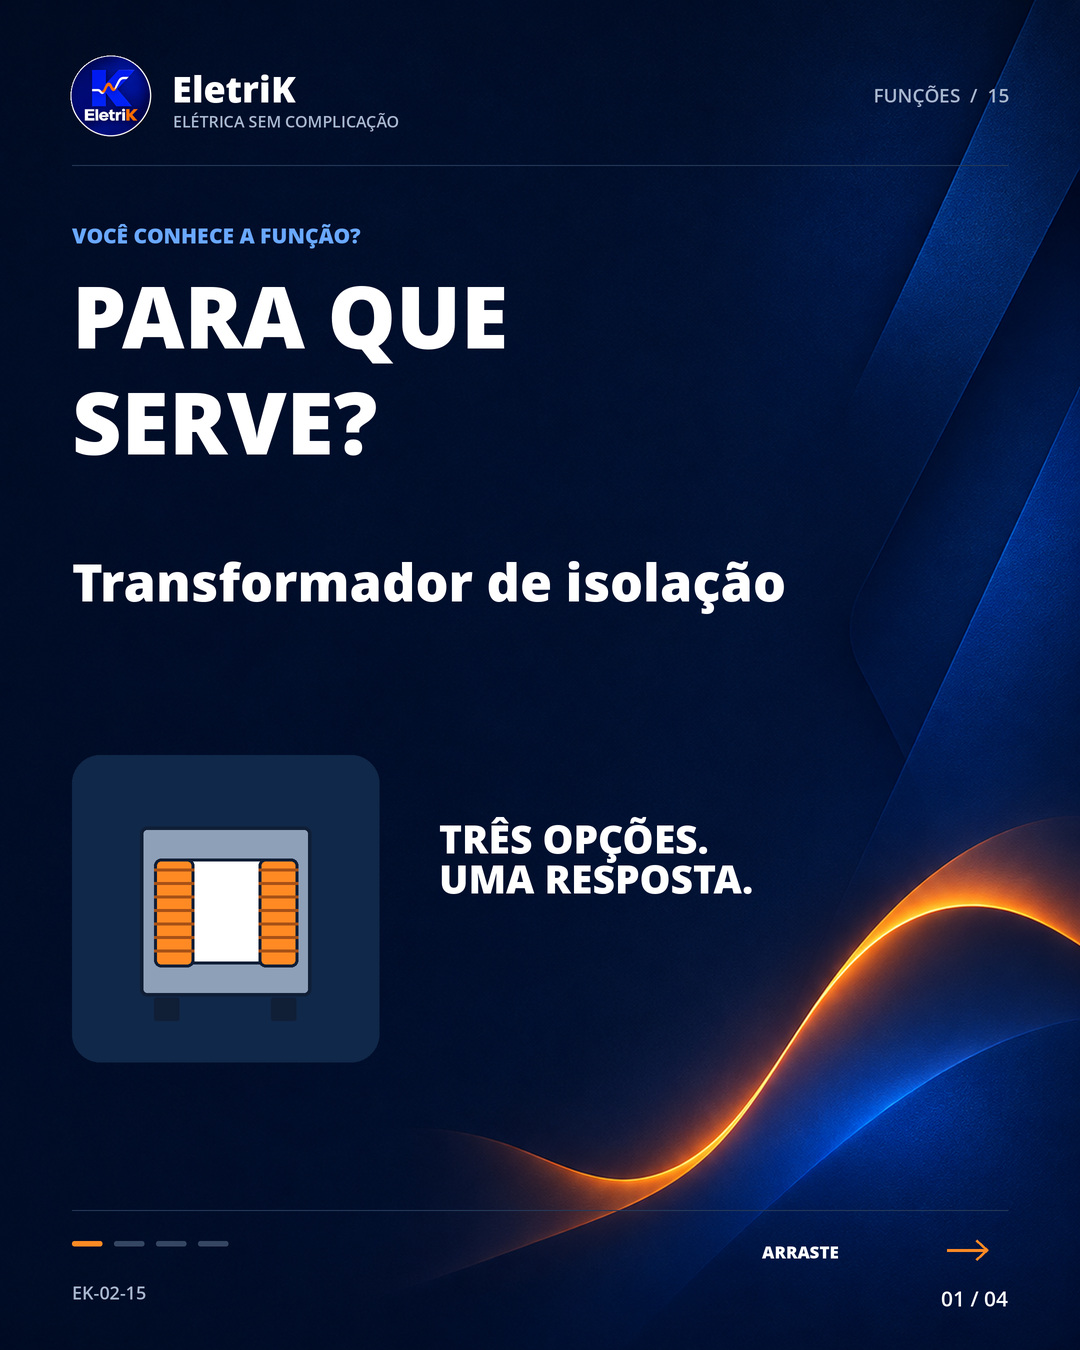 EletriK
EletriK
ELÉTRICA SEM COMPLICAÇÃO
FUNÇÕES / 15
VOCÊ CONHECE A FUNÇÃO?
PARA QUE
SERVE?
Transformador de isolação
TRÊS OPÇÕES.
UMA RESPOSTA.
ARRASTE
EK-02-15
01 / 04